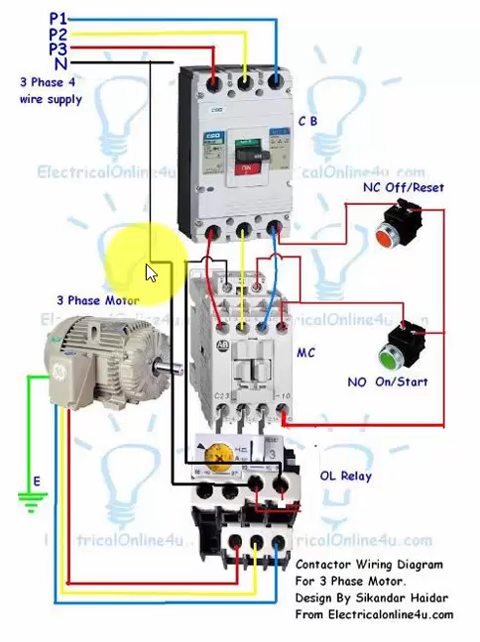 P1
P2
P3
N
3 Phase 4
wire supply
C B
ElectricalOnline4u.com
NC Off/Reset
3 Phase Motor
MC
NO On/Start
OL Relay
E
Contactor Wiring Diagram
For 3 Phase Motor.
Design By Sikandar Haidar
From Electricalonline4u.com